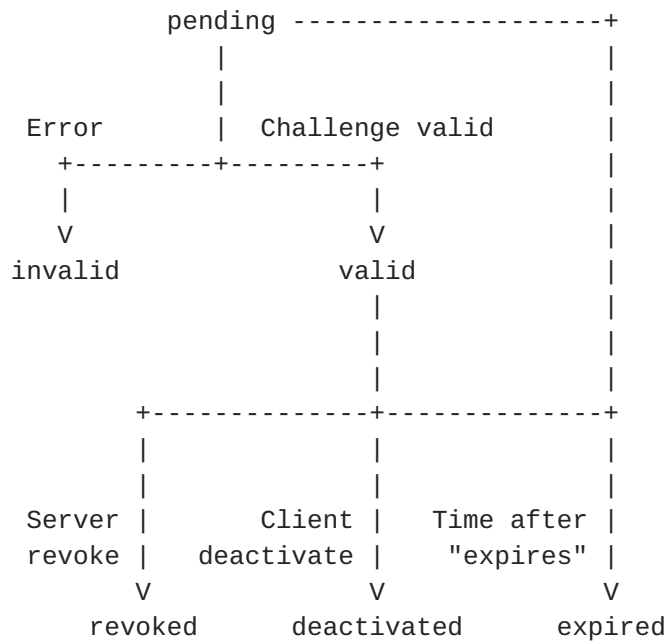 pending --------------------+
|                   |
|                   |
Error       |  Challenge valid       |
+---------+---------+              |
|                   |              |
V                   V              |
invalid              valid            |
|              |
|              |
|              |
+--------------+--------------+
|              |              |
|              |              |
Server |       Client |   Time after |
revoke |   deactivate |    "expires" |
V              V              V
revoked      deactivated      expired